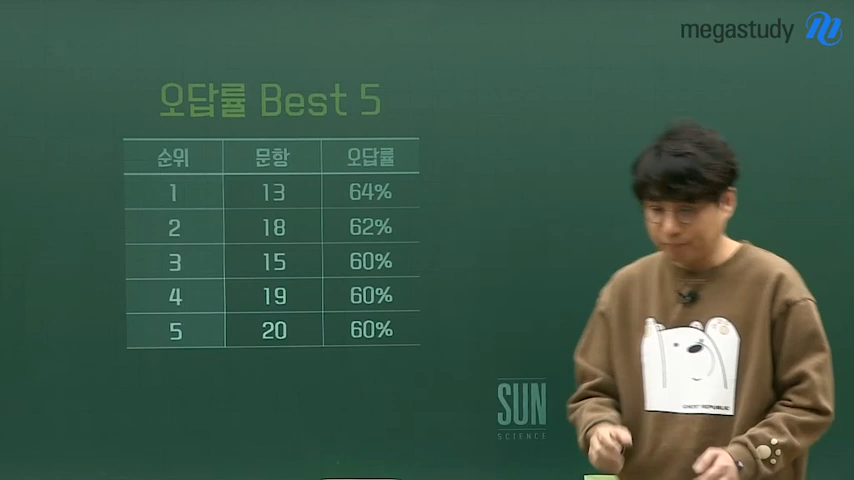 megastudy
오답률 Best 5
순위 문항 오답률
1 13 64%
2 18 62%
3 15 60%
4 19 60%
5 20 60%
SUN
SCIENCE